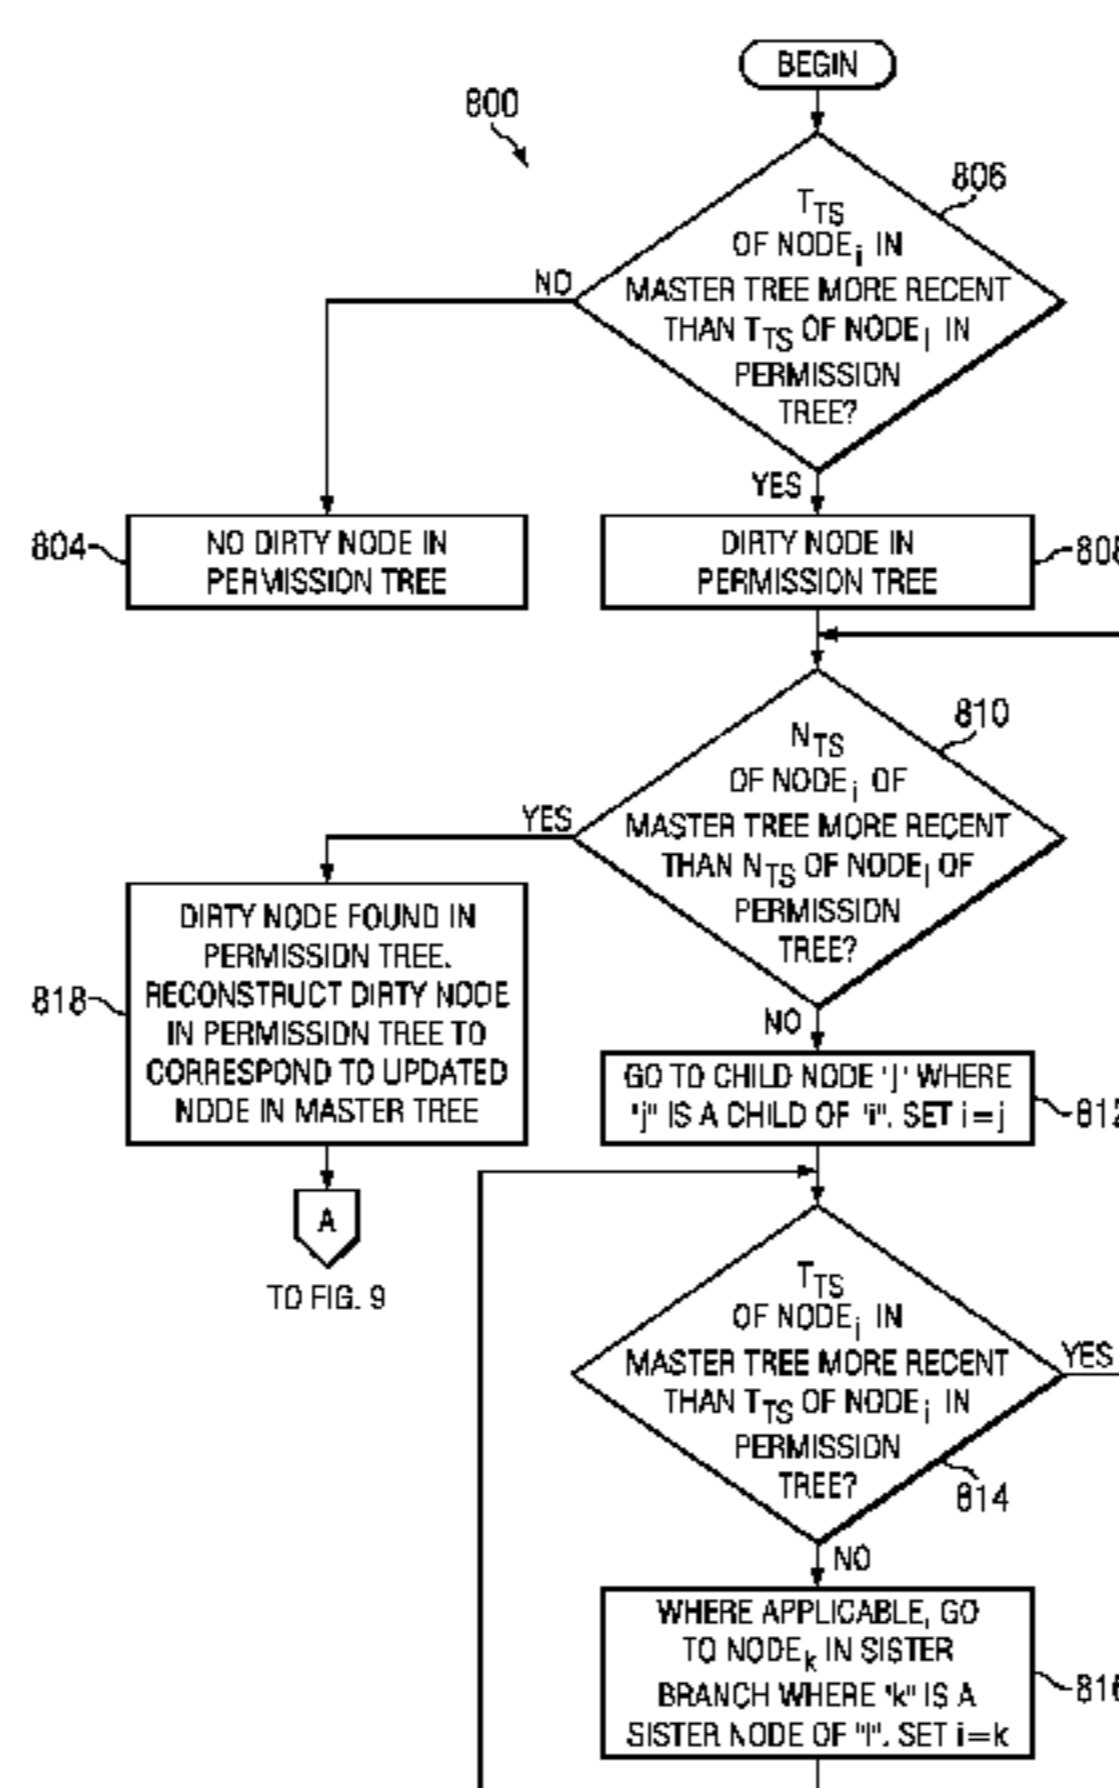 BEGIN
800
806
T_TS
OF NODE_i IN
MASTER TREE MORE RECENT
THAN T_TS OF NODE_i IN
PERMISSION
TREE?
NO
YES
804
NO DIRTY NODE IN
PERMISSION TREE
DIRTY NODE IN
PERMISSION TREE
808
810
N_TS
OF NODE_i OF
MASTER TREE MORE RECENT
THAN N_TS OF NODE_i OF
PERMISSION
TREE?
YES
NO
818
DIRTY NODE FOUND IN
PERMISSION TREE.
RECONSTRUCT DIRTY NODE
IN PERMISSION TREE TO
CORRESPOND TO UPDATED
NODE IN MASTER TREE
A
TO FIG. 9
GO TO CHILD NODE "j" WHERE
"j" IS A CHILD OF "i". SET i=j
812
T_TS
OF NODE_i IN
MASTER TREE MORE RECENT
THAN T_TS OF NODE_i IN
PERMISSION
TREE?
YES
814
NO
WHERE APPLICABLE, GO
TO NODE_k IN SISTER
BRANCH WHERE "k" IS A
SISTER NODE OF "i". SET i=k
816